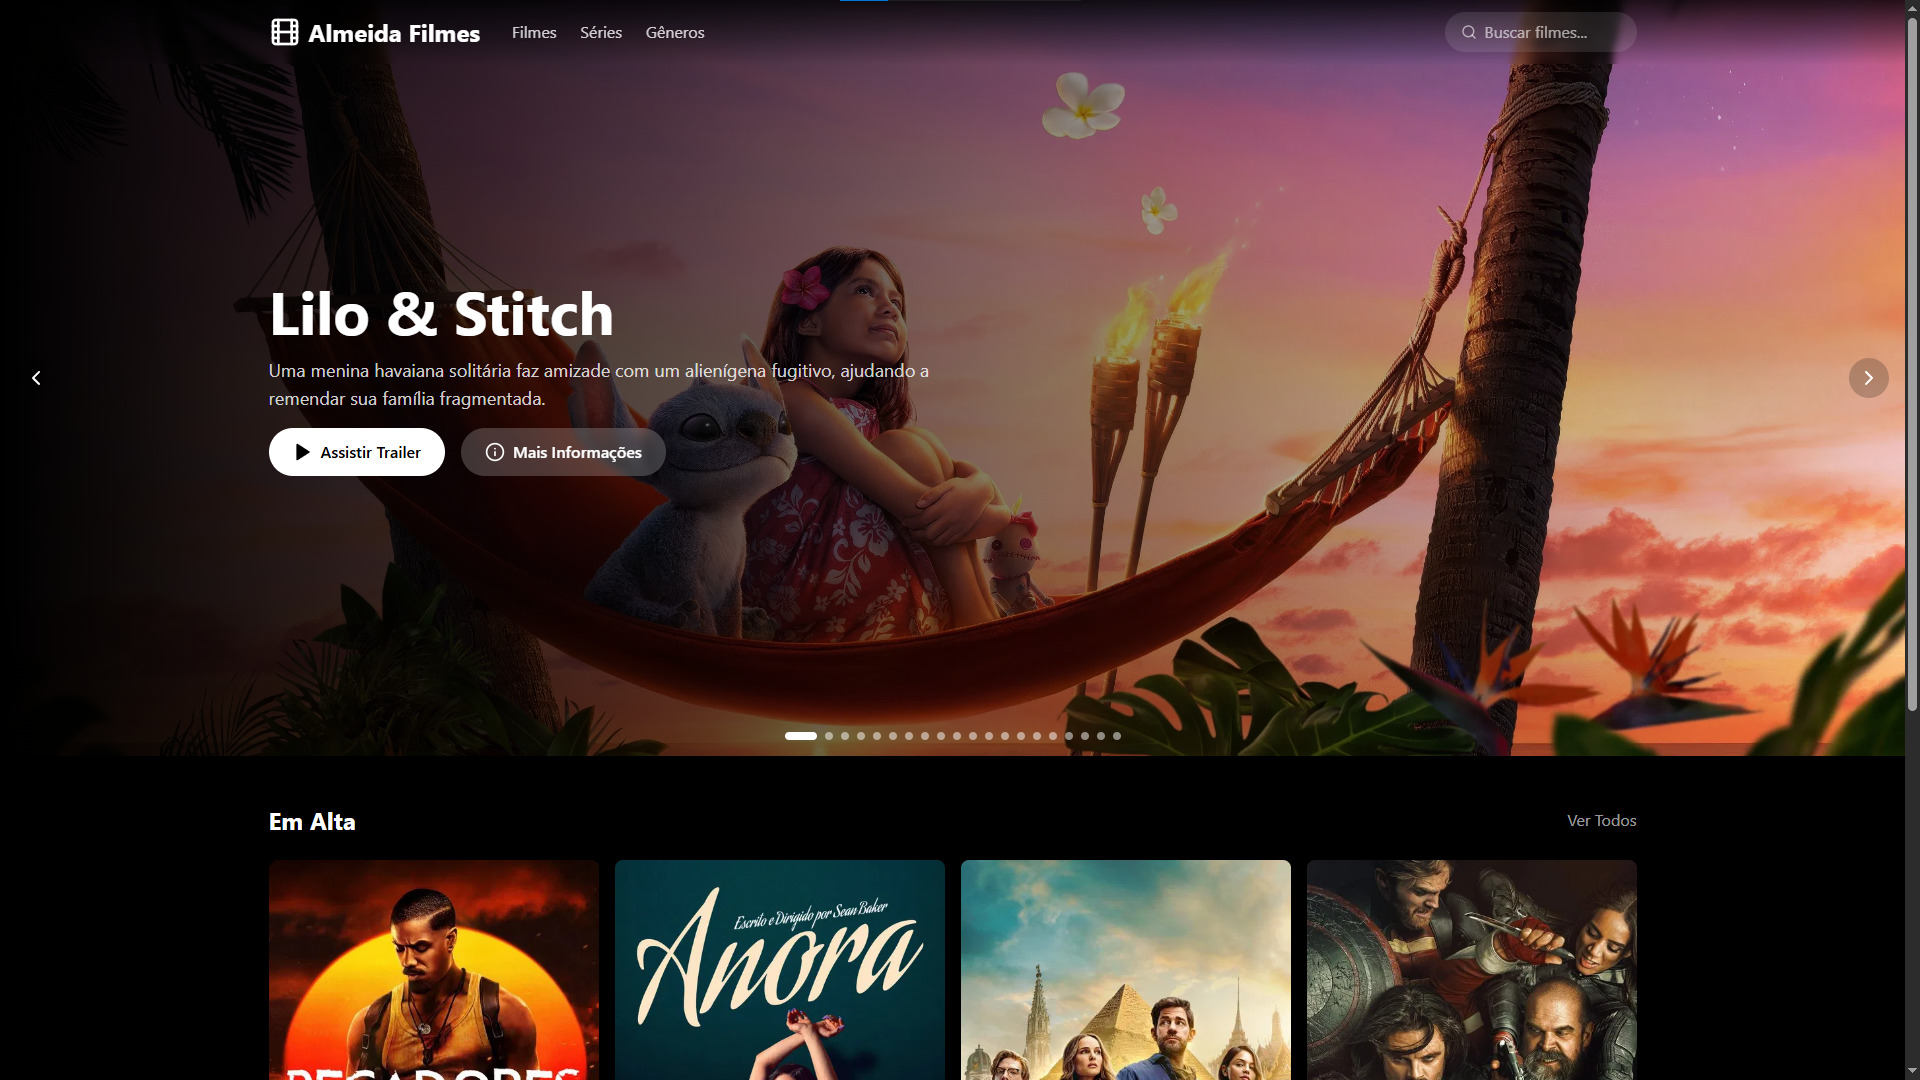 Almeida Filmes
Filmes
Séries
Gêneros
Buscar filmes...
Lilo & Stitch
Uma menina havaiana solitária faz amizade com um alienígena fugitivo, ajudando a
remendar sua família fragmentada.
Assistir Trailer
Mais Informações
Em Alta
Ver Todos
PECADORES
Escrito e Dirigido por Sean Baker
Anora